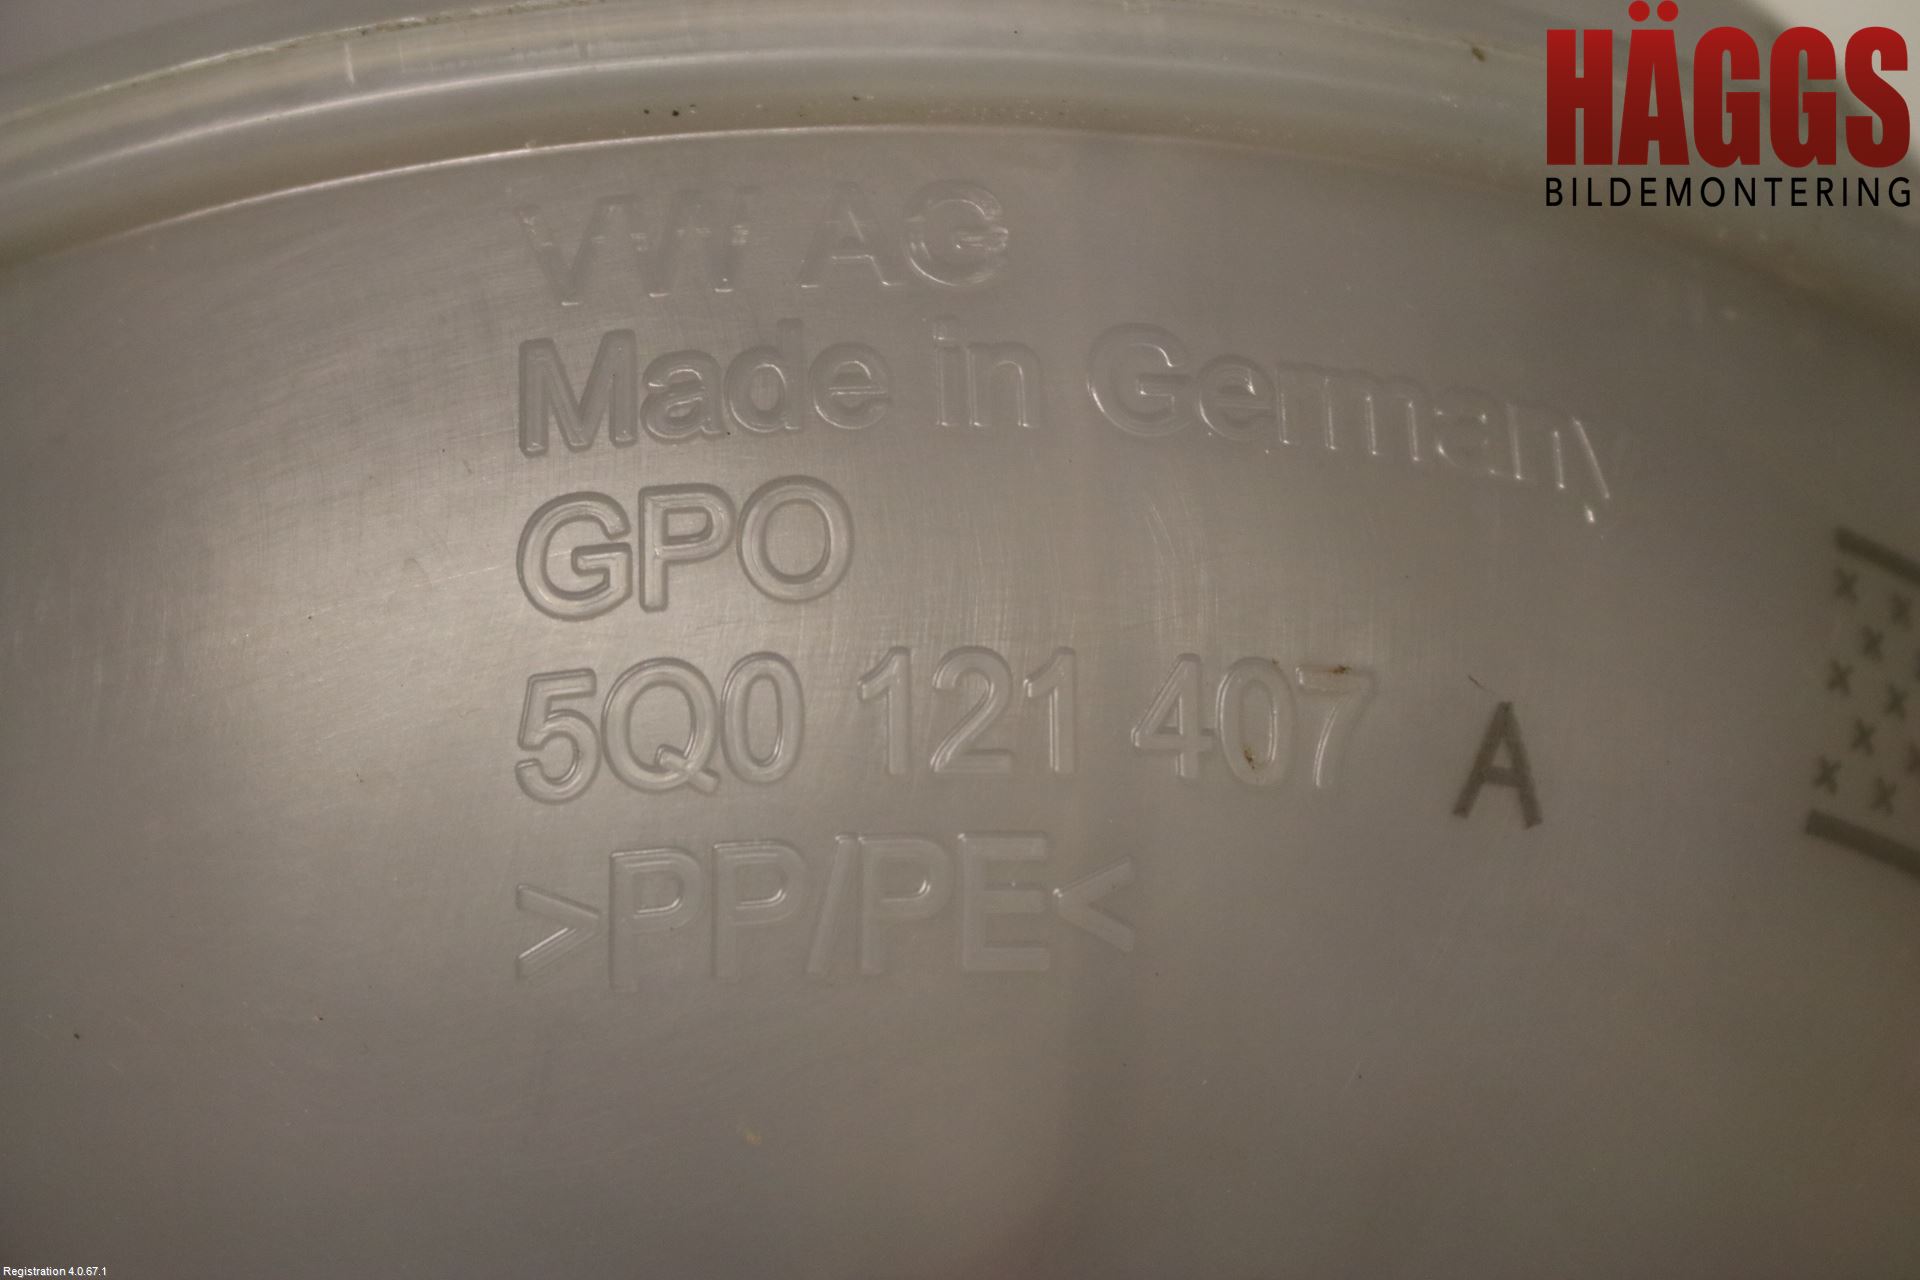 HÄGGS
BILDEMONTERING
VW AG
Made in Germany
GPO
5Q0 121 407 A
>PP/PE<
Registration 4.0.67.1